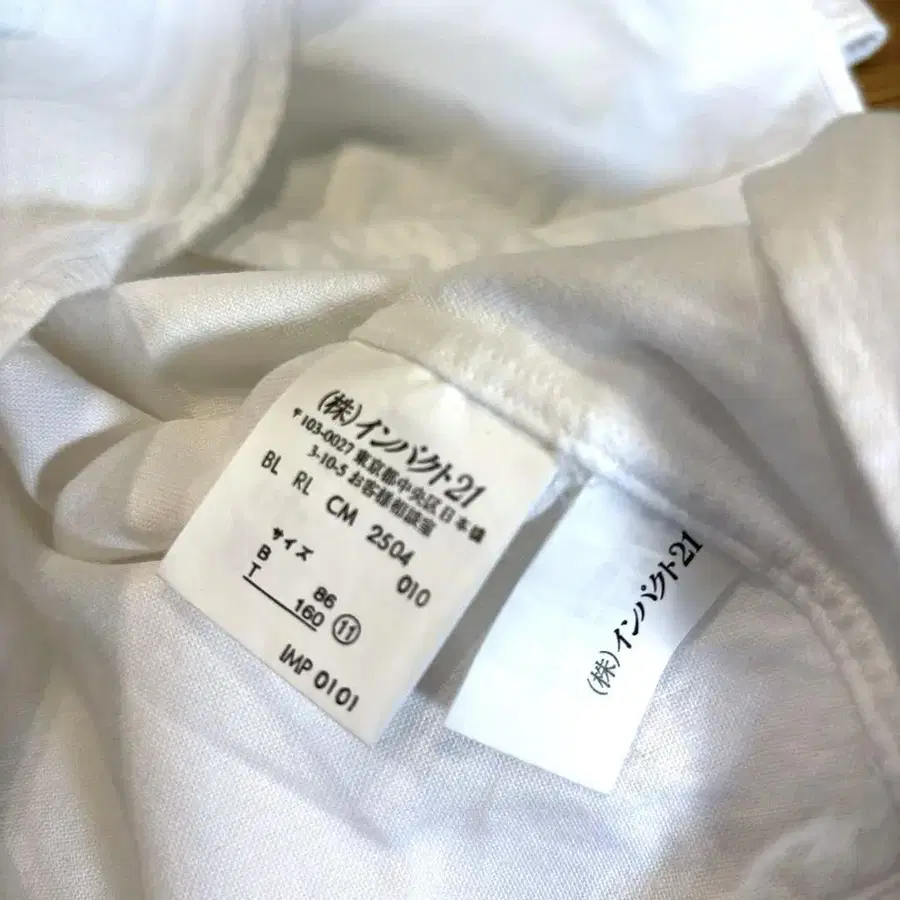 (株)インパクト21
〒103-0027 東京都中央区日本橋
3-10-5 お客様相談室
BL RL CM 2504 010
サイズ
B 86
T 160 ⑪
IMP 0101
(株)インパクト21